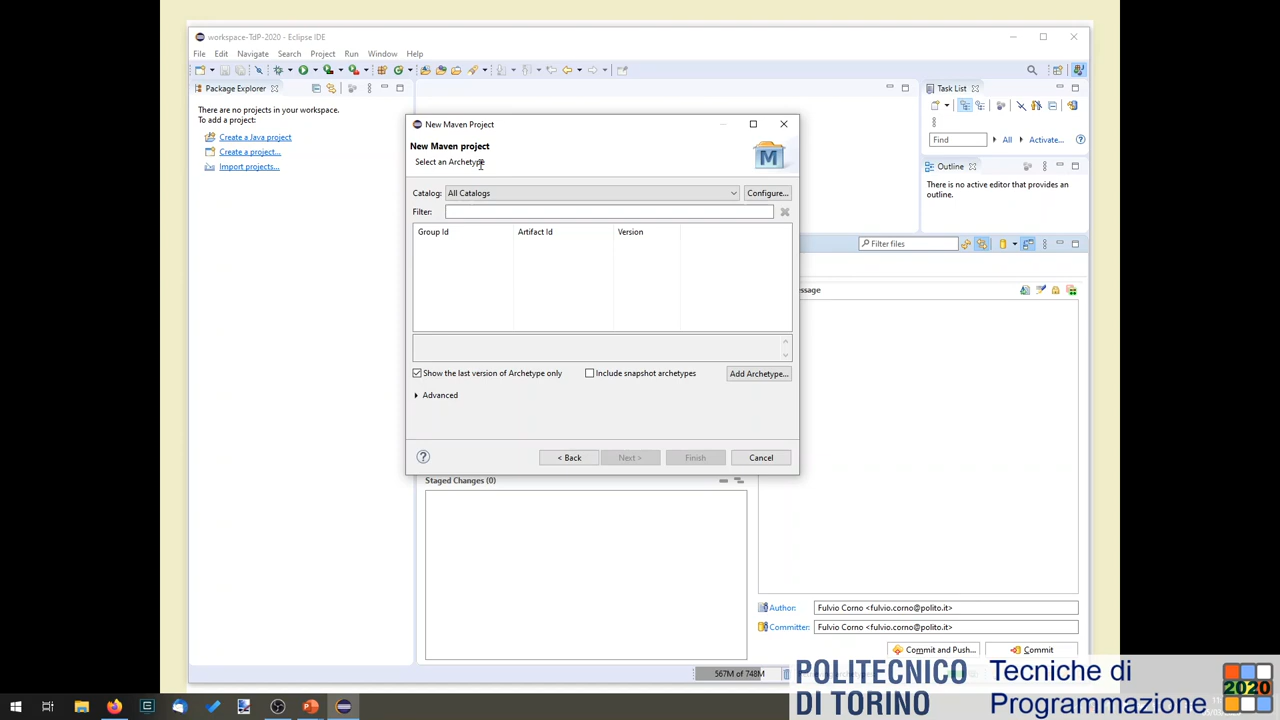 workspace-TdP-2020 - Eclipse IDE
File Edit Navigate Search Project Run Window Help
Package Explorer
There are no projects in your workspace.
To add a project:
Create a Java project
Create a project...
Import projects...
New Maven Project
New Maven project
Select an Archetype
M
Catalog: All Catalogs Configure...
Filter:
Group Id Artifact Id Version
Show the last version of Archetype only Include snapshot archetypes Add Archetype...
Advanced
< Back Next > Finish Cancel
Task List
Find All Activate...
Outline
There is no active editor that provides an
outline.
Filter files
ssage
Staged Changes (0)
Author: Fulvio Corno <fulvio.corno@polito.it>
Committer: Fulvio Corno <fulvio.corno@polito.it>
Commit and Push... Commit
567M of 748M
POLITECNICO
DI TORINO
Tecniche di
Programmazione
2020